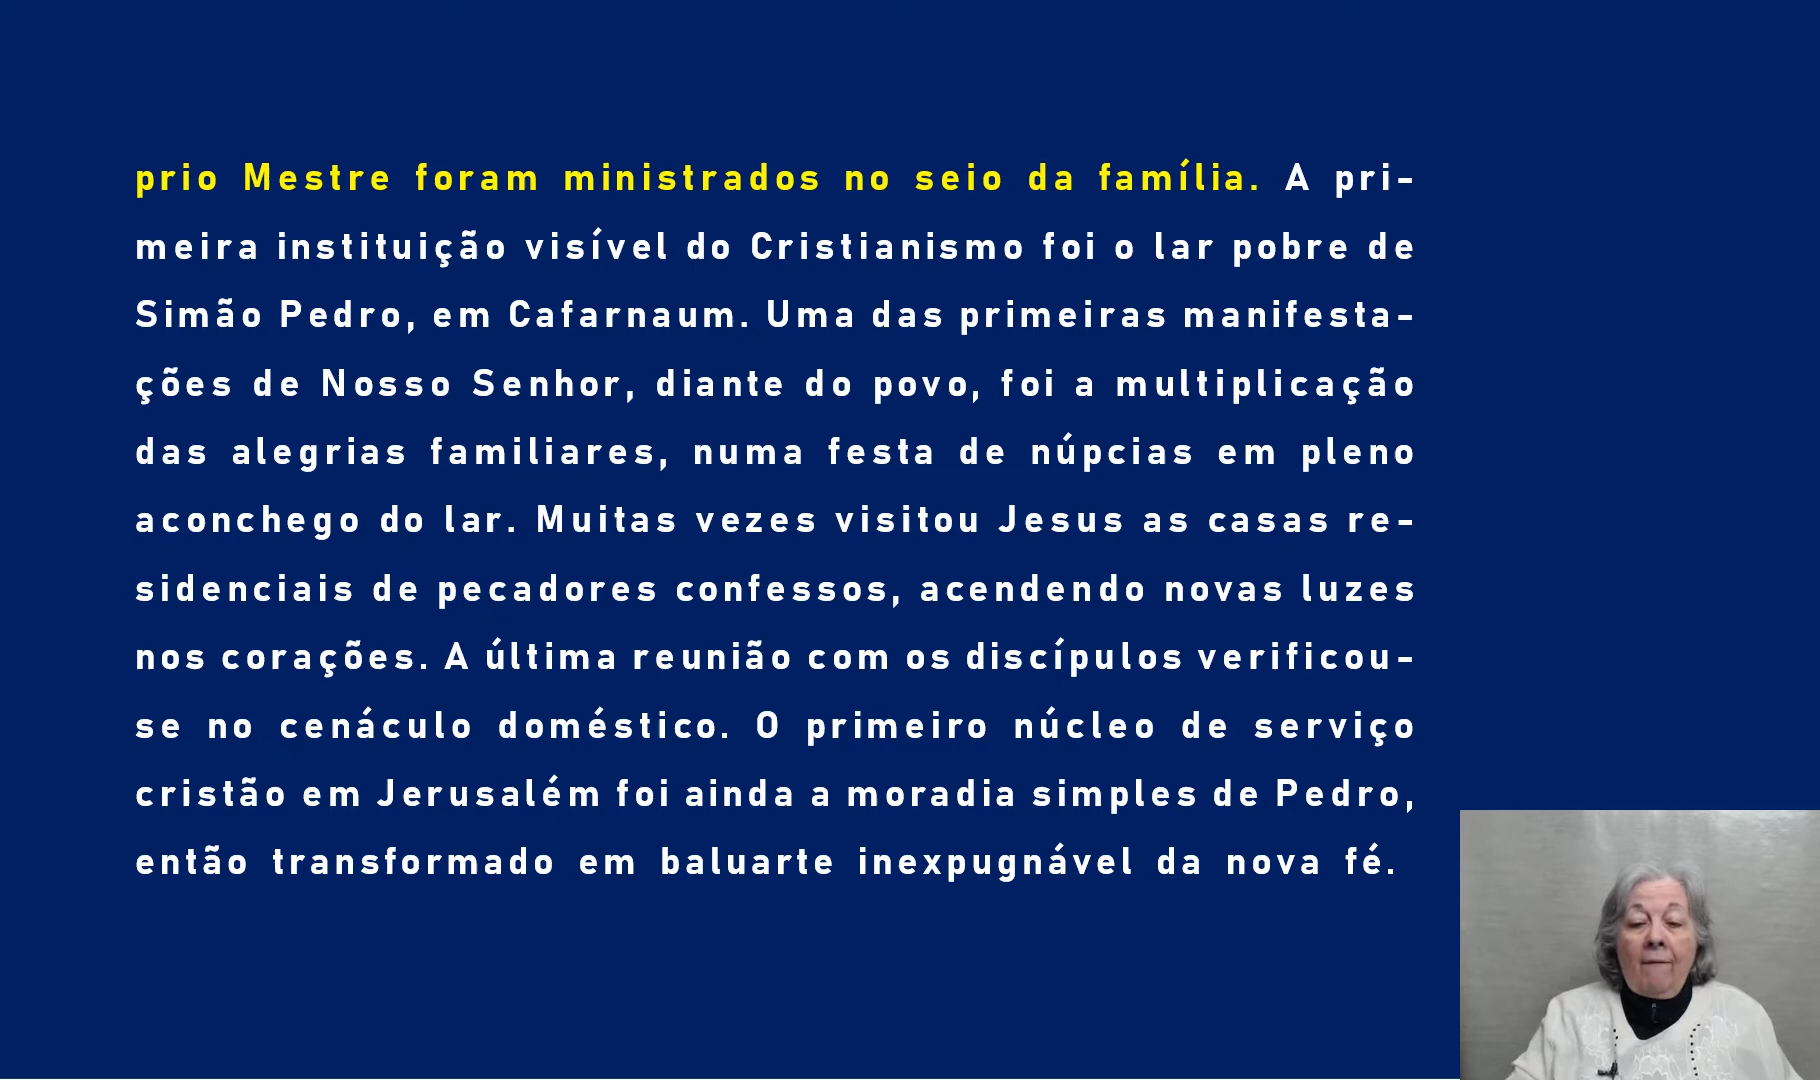 prio Mestre foram ministrados no seio da família. A pri-
meira instituição visível do Cristianismo foi o lar pobre de
Simão Pedro, em Cafarnaum. Uma das primeiras manifesta-
ções de Nosso Senhor, diante do povo, foi a multiplicação
das alegrias familiares, numa festa de núpcias em pleno
aconchego do lar. Muitas vezes visitou Jesus as casas re-
sidenciais de pecadores confessos, acendendo novas luzes
nos corações. A última reunião com os discípulos verificou-
se no cenáculo doméstico. O primeiro núcleo de serviço
cristão em Jerusalém foi ainda a moradia simples de Pedro,
então transformado em baluarte inexpugnável da nova fé.